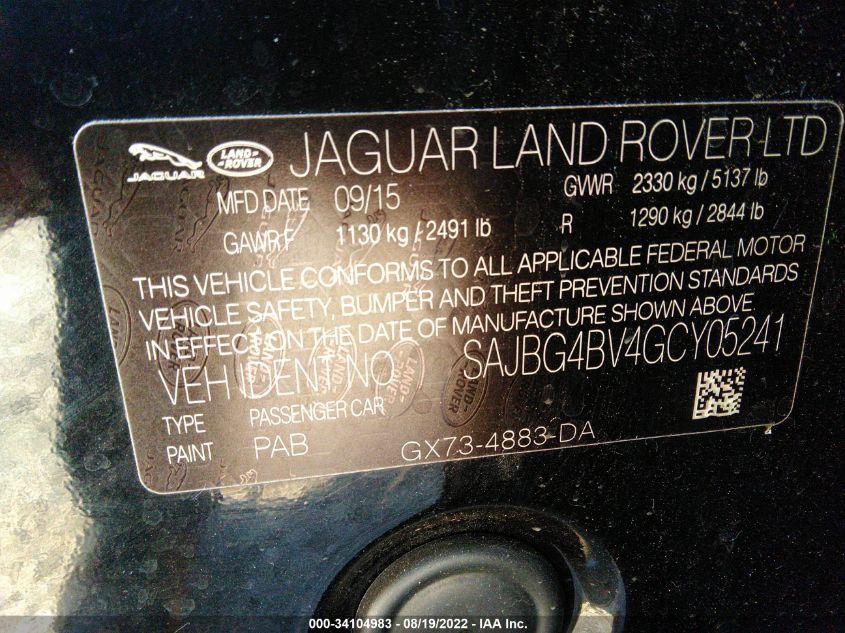 JAGUAR LAND-ROVER JAGUAR LAND ROVER LTD
MFD DATE 09/15 GVWR 2330 kg / 5137 lb
GAWR F 1130 kg / 2491 lb R 1290 kg / 2844 lb
THIS VEHICLE CONFORMS TO ALL APPLICABLE FEDERAL MOTOR
VEHICLE SAFETY, BUMPER AND THEFT PREVENTION STANDARDS
IN EFFECT ON THE DATE OF MANUFACTURE SHOWN ABOVE
VEH IDENT NO SAJBG4BV4GCY05241
TYPE PASSENGER CAR
PAINT PAB GX73-4883-DA
000-34104983 - 08/19/2022 - IAA Inc.